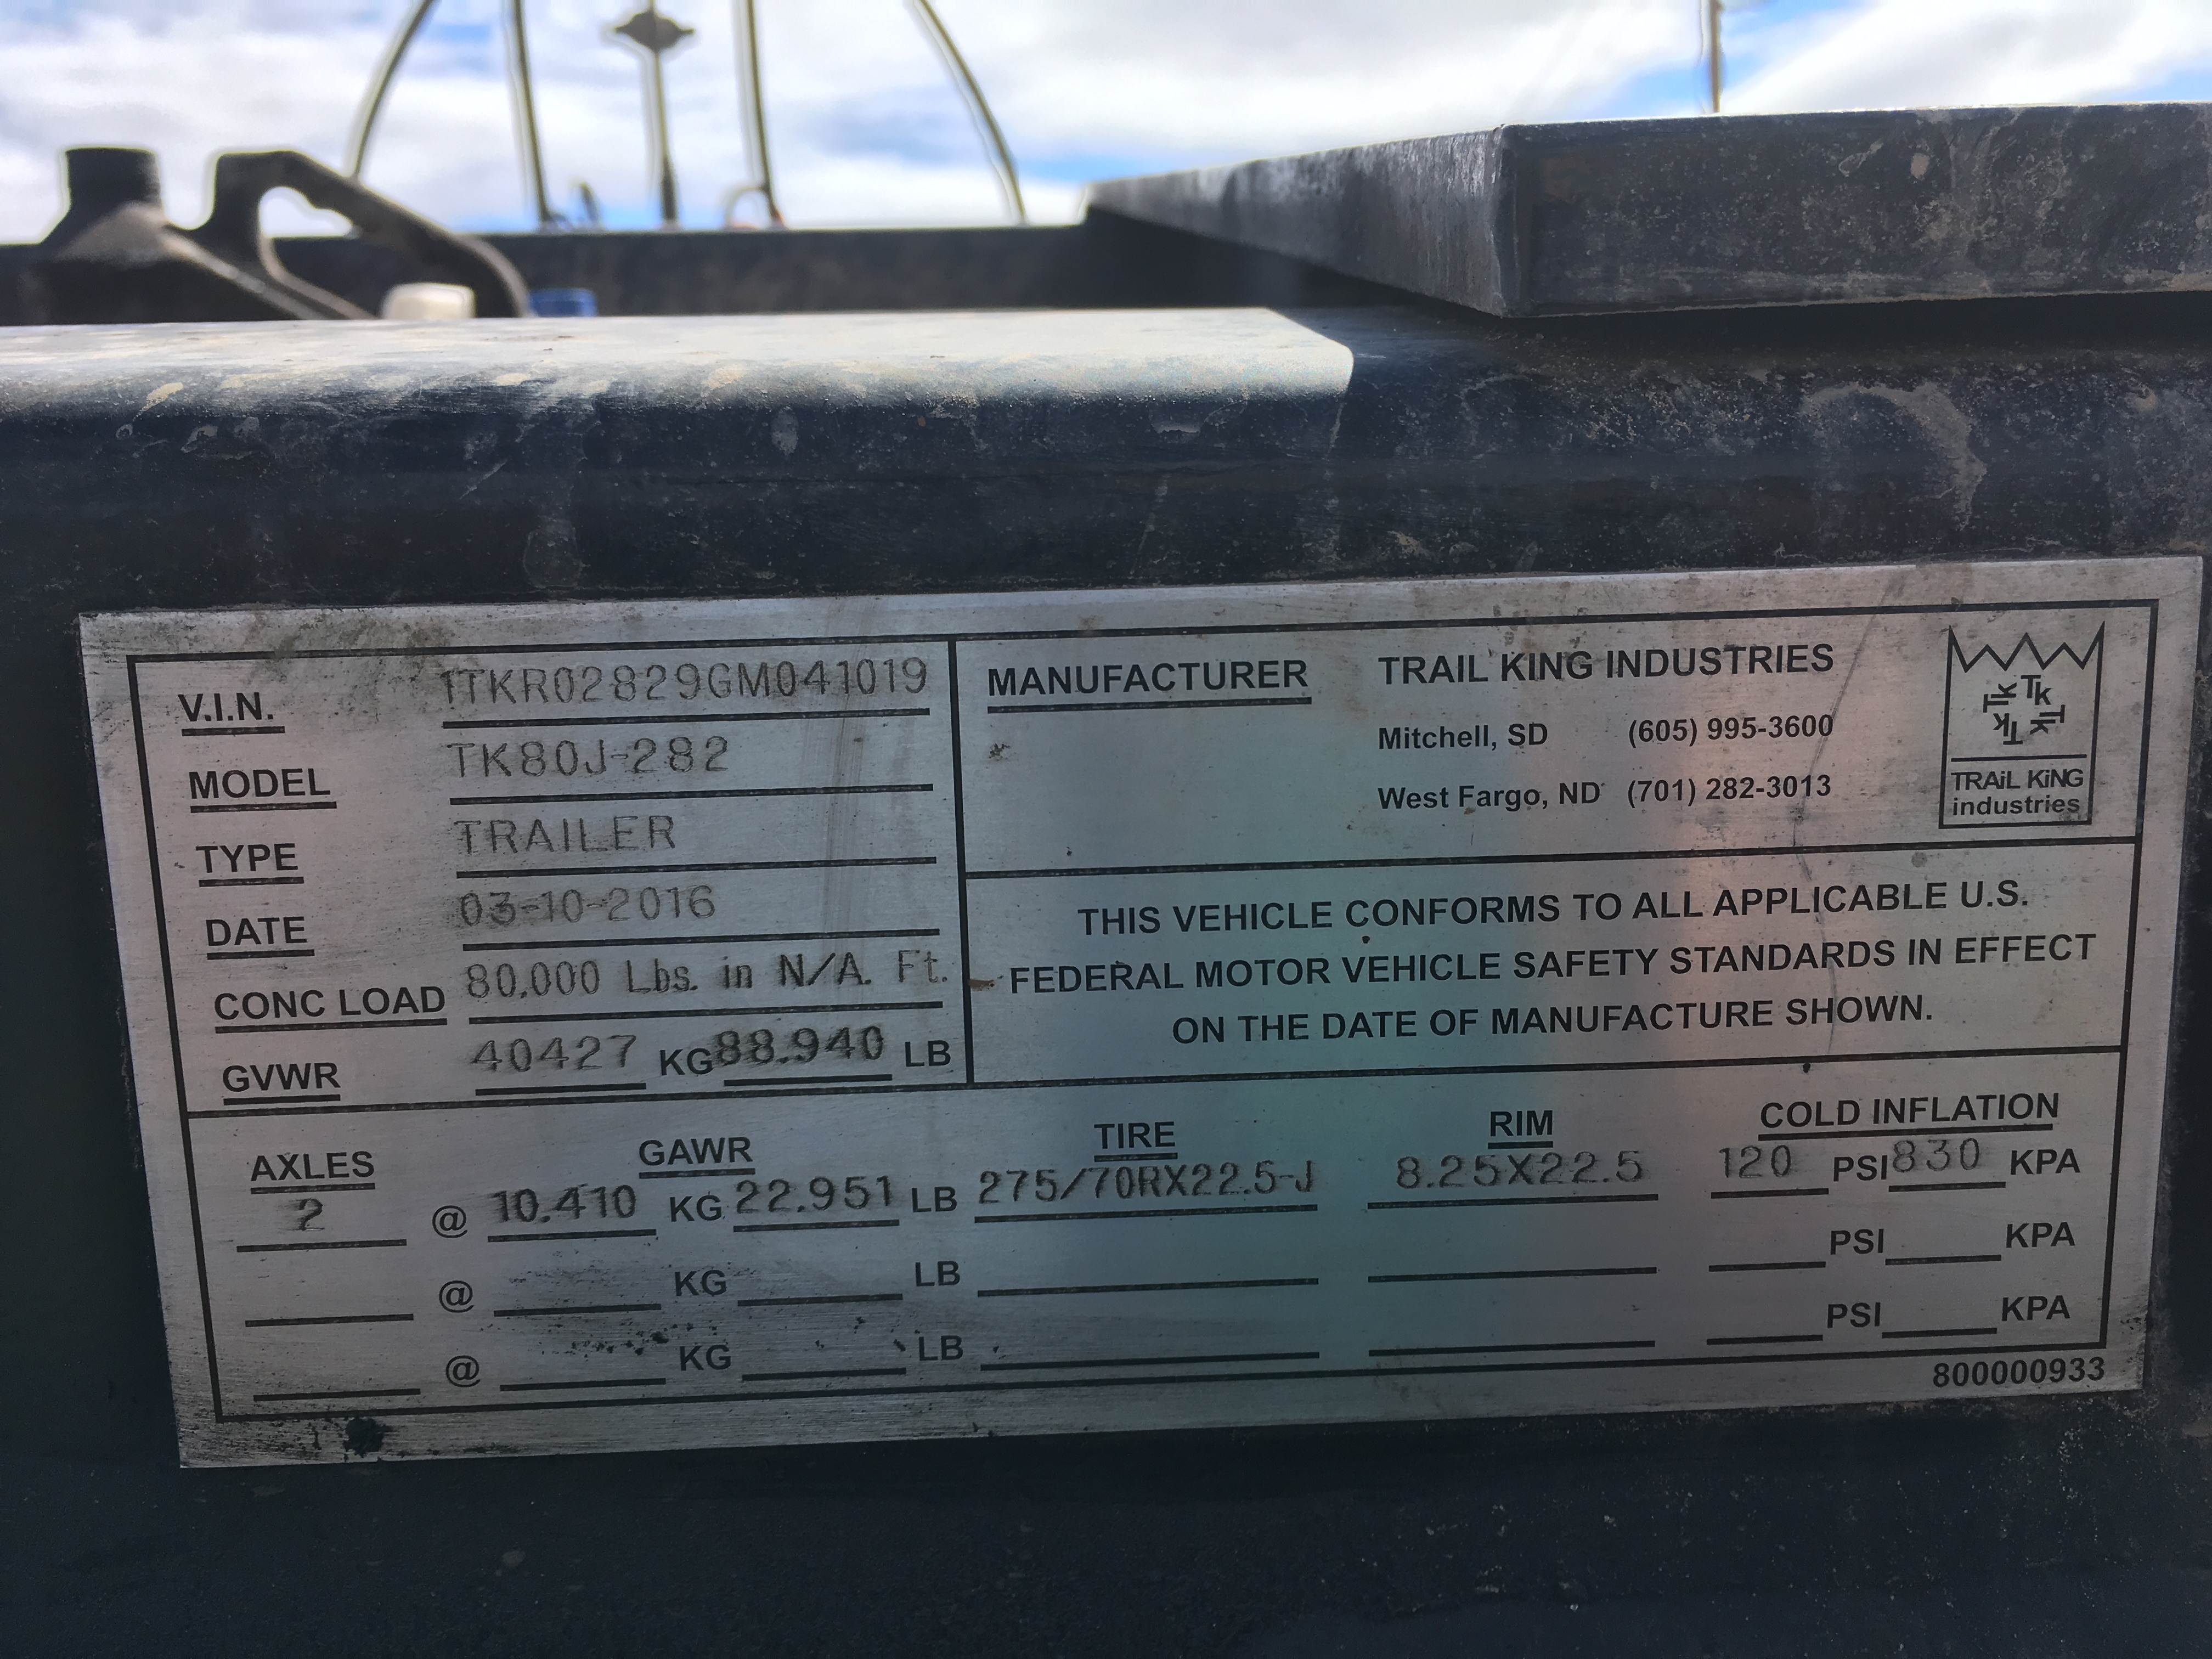 V.I.N. 1TKR02829GM041019
MODEL TK80J-282
TYPE TRAILER
DATE 03-10-2016
CONC LOAD 80,000 Lbs. in N/A. Ft.
GVWR 40427 KG 88.940 LB
MANUFACTURER TRAIL KING INDUSTRIES
Mitchell, SD (605) 995-3600
West Fargo, ND (701) 282-3013
TK TK TK TK
TRAiL KiNG
industries
THIS VEHICLE CONFORMS TO ALL APPLICABLE U.S.
FEDERAL MOTOR VEHICLE SAFETY STANDARDS IN EFFECT
ON THE DATE OF MANUFACTURE SHOWN.
AXLES GAWR TIRE RIM COLD INFLATION
2 @ 10.410 KG 22.951 LB 275/70RX22.5-J 8.25X22.5 120 PSI 830 KPA
@ KG LB PSI KPA
@ KG LB PSI KPA
800000933